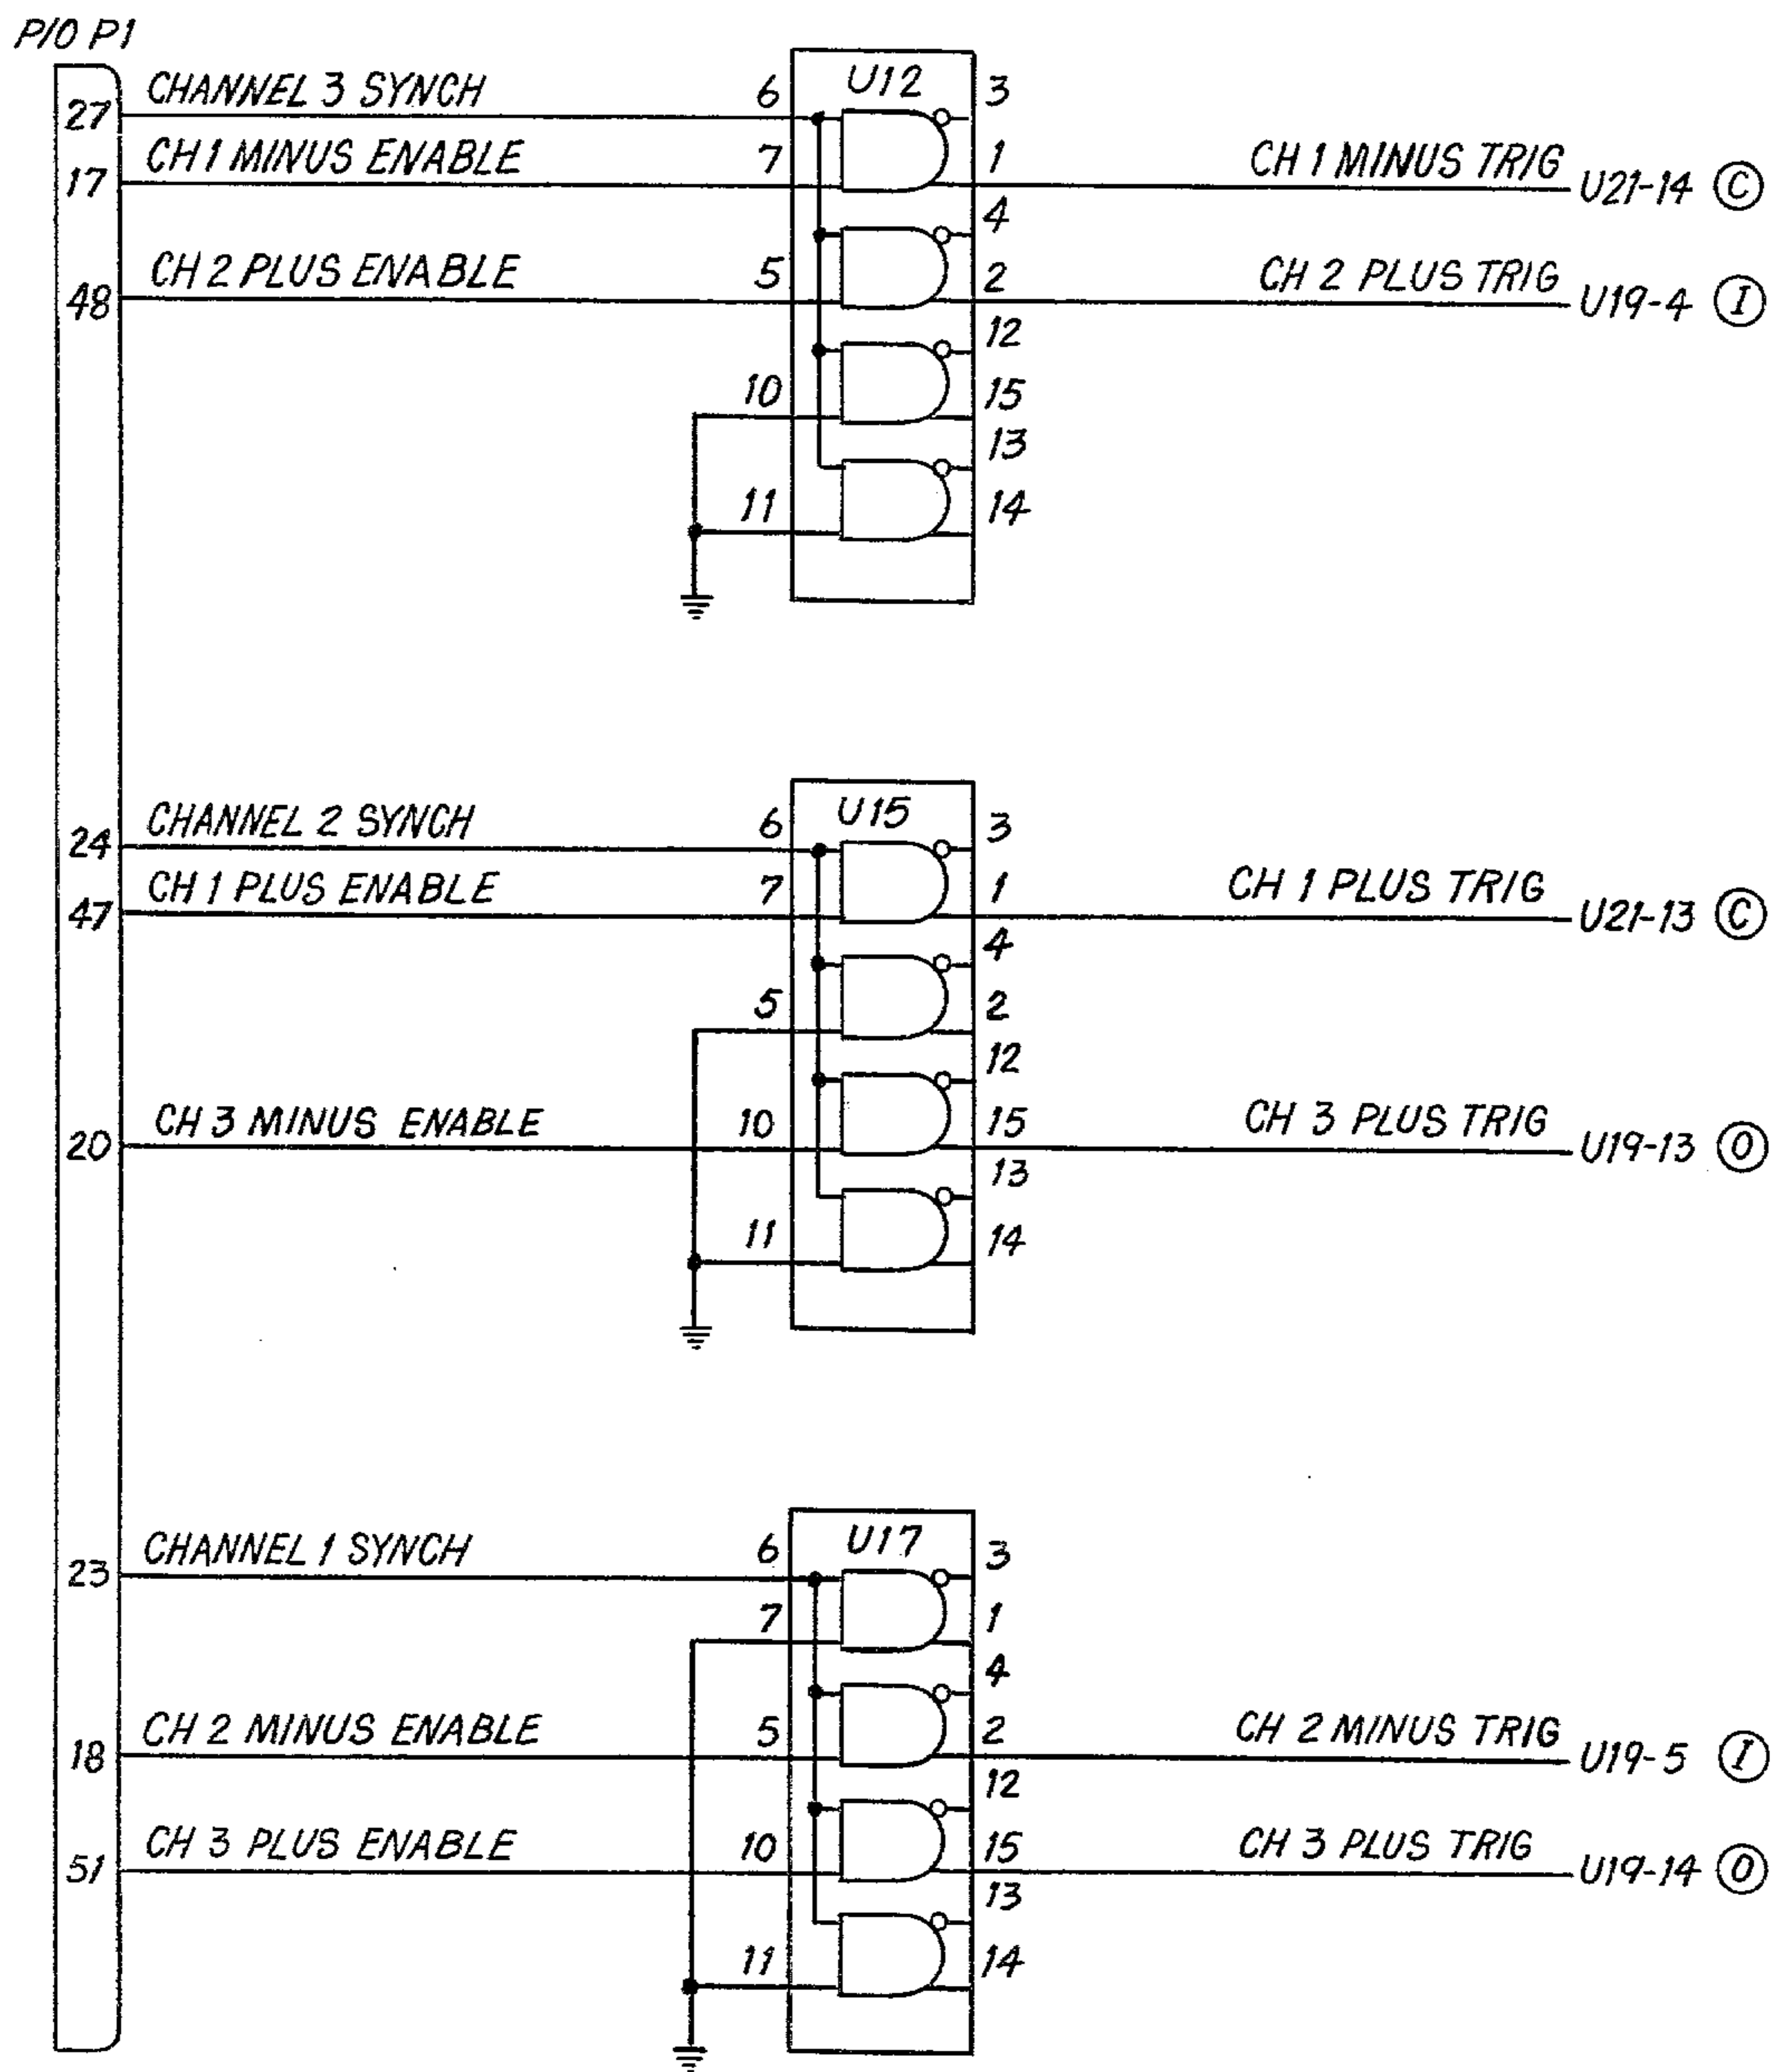 P/O P1
CHANNEL 3 SYNCH 6 U12 3
27
CH 1 MINUS ENABLE 7 1 CH 1 MINUS TRIG
17 U21-14 C
4
CH 2 PLUS ENABLE 5 2 CH 2 PLUS TRIG
48 U19-4 I
12
10 15
13
11 14
CHANNEL 2 SYNCH 6 U15 3
24
CH 1 PLUS ENABLE 7 1 CH 1 PLUS TRIG
47 U21-13 C
4
5 2
12
CH 3 MINUS ENABLE 10 15 CH 3 PLUS TRIG
20 U19-13 O
13
11 14
CHANNEL 1 SYNCH 6 U17 3
23
7 1
4
CH 2 MINUS ENABLE 5 2 CH 2 MINUS TRIG
18 U19-5 I
12
CH 3 PLUS ENABLE 10 15 CH 3 PLUS TRIG
51 U19-14 O
13
11 14